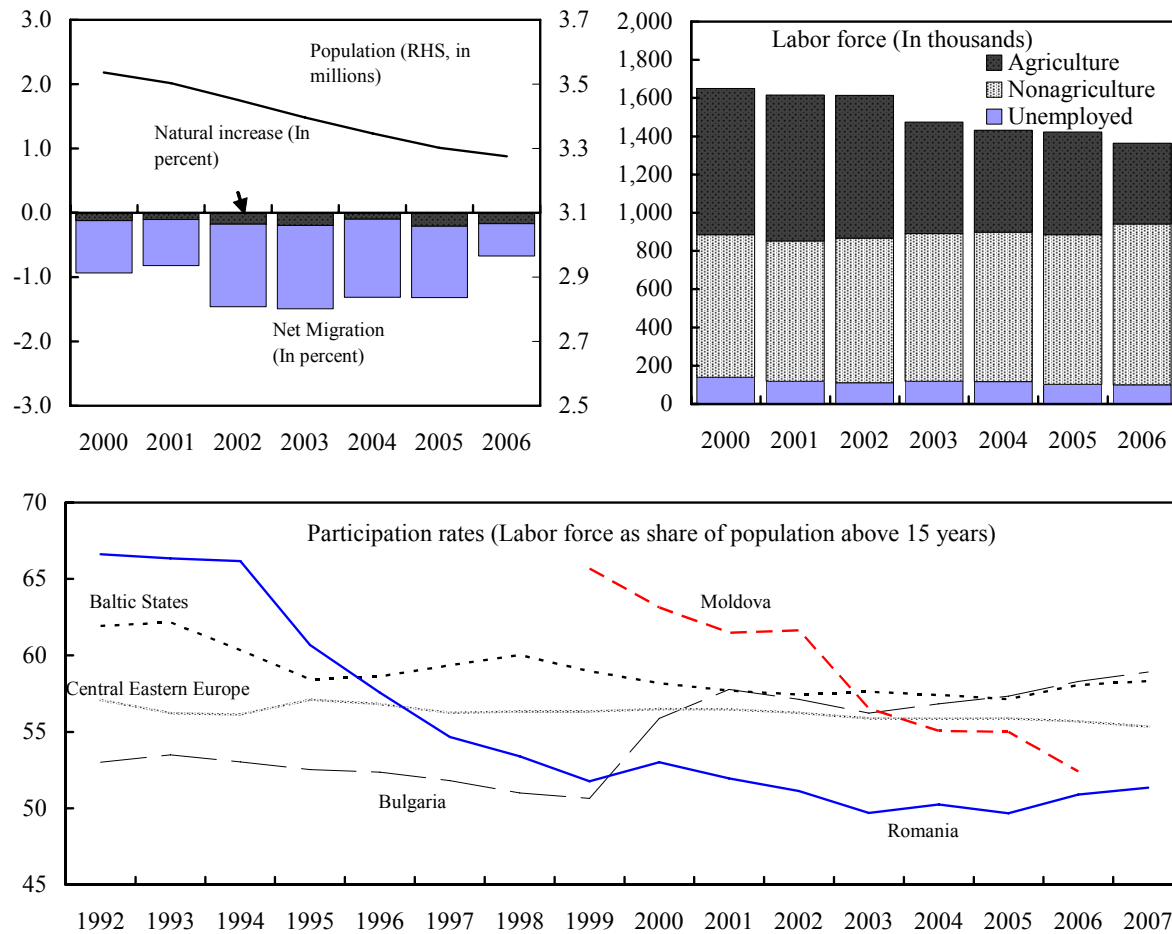 3.0
2.0
1.0
0.0
-1.0
-2.0
-3.0
Population (RHS, in
millions)
Natural increase (In
percent)
Net Migration
(In percent)
3.7
3.5
3.3
3.1
2.9
2.7
2.5
2000 2001 2002 2003 2004 2005 2006
2,000
1,800
1,600
1,400
1,200
1,000
800
600
400
200
0
Labor force (In thousands)
Agriculture
Nonagriculture
Unemployed
2000 2001 2002 2003 2004 2005 2006
70
65
60
55
50
45
Participation rates (Labor force as share of population above 15 years)
Baltic States
Moldova
Central Eastern Europe
Bulgaria
Romania
1992 1993 1994 1995 1996 1997 1998 1999 2000 2001 2002 2003 2004 2005 2006 2007